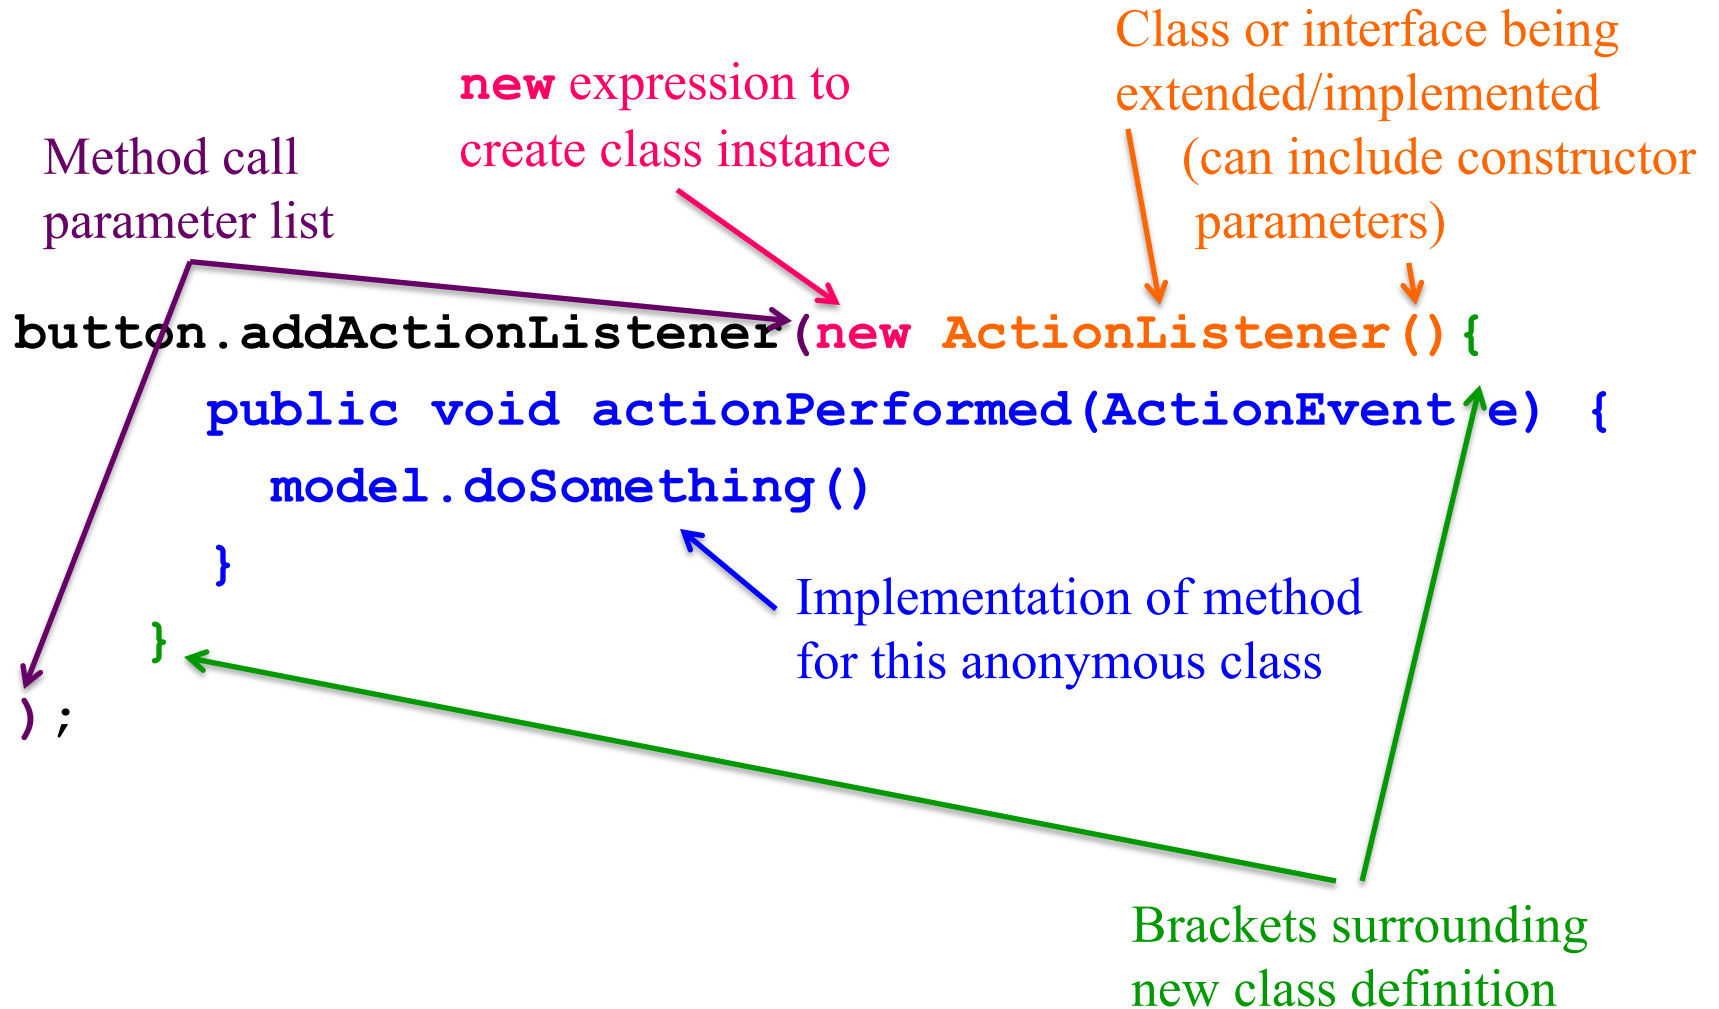 Class or interface being
extended/implemented
(can include constructor
parameters)
new expression to
create class instance
Method call
parameter list
button.addActionListener(new ActionListener(){
public void actionPerformed(ActionEvent e) {
model.doSomething()
}
}
);
Implementation of method
for this anonymous class
Brackets surrounding
new class definition